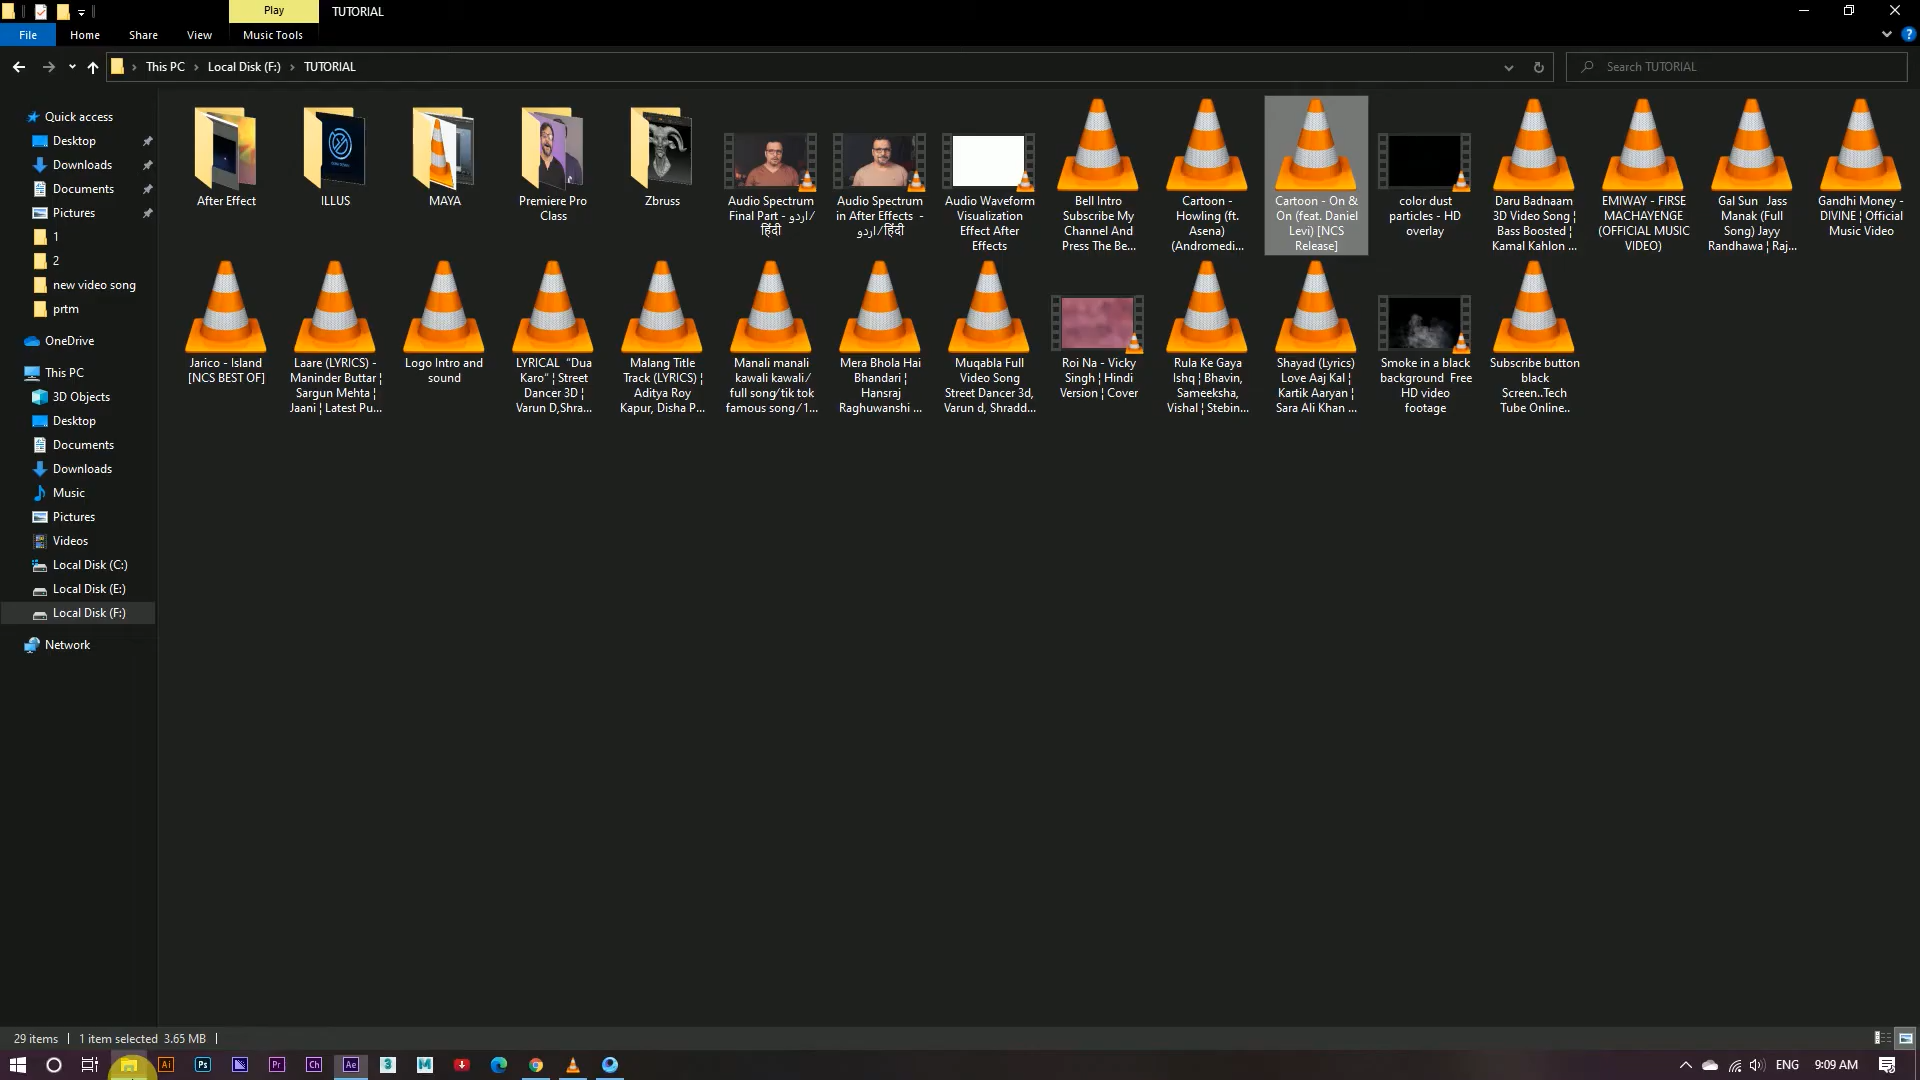 Play
TUTORIAL
File
Home
Share
View
Music Tools
This PC
Local Disk (F:)
TUTORIAL
Search TUTORIAL
Quick access
Desktop
Downloads
Documents
Pictures
1
2
new video song
prtm
OneDrive
This PC
3D Objects
Desktop
Documents
Downloads
Music
Pictures
Videos
Local Disk (C:)
Local Disk (E:)
Local Disk (F:)
Network
After Effect
ILLUS
MAYA
Premiere Pro
Class
Zbruss
Audio Spectrum
Final Part - اردو ⁄
हिंदी
Audio Spectrum
in After Effects -
اردو ⁄ हिंदी
Audio Waveform
Visualization
Effect After
Effects
Bell Intro
Subscribe My
Channel And
Press The Be...
Cartoon -
Howling (ft.
Asena)
(Andromedi...
Cartoon - On &
On (feat. Daniel
Levi) [NCS
Release]
color dust
particles - HD
overlay
Daru Badnaam
3D Video Song ¦
Bass Boosted ¦
Kamal Kahlon ...
EMIWAY - FIRSE
MACHAYENGE
(OFFICIAL MUSIC
VIDEO)
Gal Sun Jass
Manak (Full
Song) Jayy
Randhawa ¦ Raj...
Gandhi Money -
DIVINE ¦ Official
Music Video
Jarico - Island
[NCS BEST OF]
Laare (LYRICS) -
Maninder Buttar ¦
Sargun Mehta ¦
Jaani ¦ Latest Pu...
Logo Intro and
sound
LYRICAL “Dua
Karo” ¦ Street
Dancer 3D ¦
Varun D,Shra...
Malang Title
Track (LYRICS) ¦
Aditya Roy
Kapur, Disha P...
Manali manali
kawali kawali ⁄
full song ⁄ tik tok
famous song ⁄ 1...
Mera Bhola Hai
Bhandari ¦
Hansraj
Raghuwanshi ...
Muqabla Full
Video Song
Street Dancer 3d,
Varun d, Shradd...
Roi Na - Vicky
Singh ¦ Hindi
Version ¦ Cover
Rula Ke Gaya
Ishq ¦ Bhavin,
Sameeksha,
Vishal ¦ Stebin...
Shayad (Lyrics)
Love Aaj Kal ¦
Kartik Aaryan ¦
Sara Ali Khan ...
Smoke in a black
background Free
HD video
footage
Subscribe button
black
Screen..Tech
Tube Online..
29 items
1 item selected 3.65 MB
Ai
Ps
Pr
Ch
Ae
3
M
ENG
9:09 AM